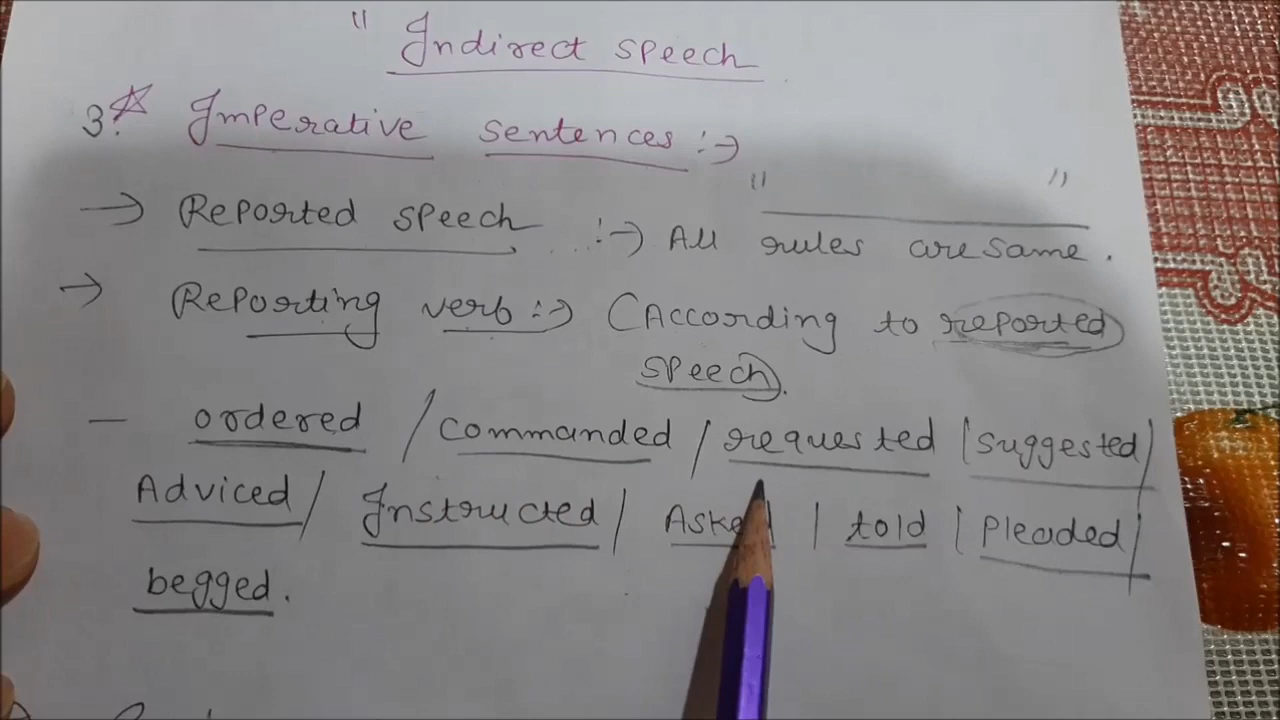 " Indirect speech
3.* Imperative sentences :->
" "
-> Reported speech ..:-> All rules are same.
-> Reporting verb :-> (According to reported
speech).
- ordered / commanded / requested | suggested |
Adviced / Instructed / Asked | told | Pleaded |
begged.